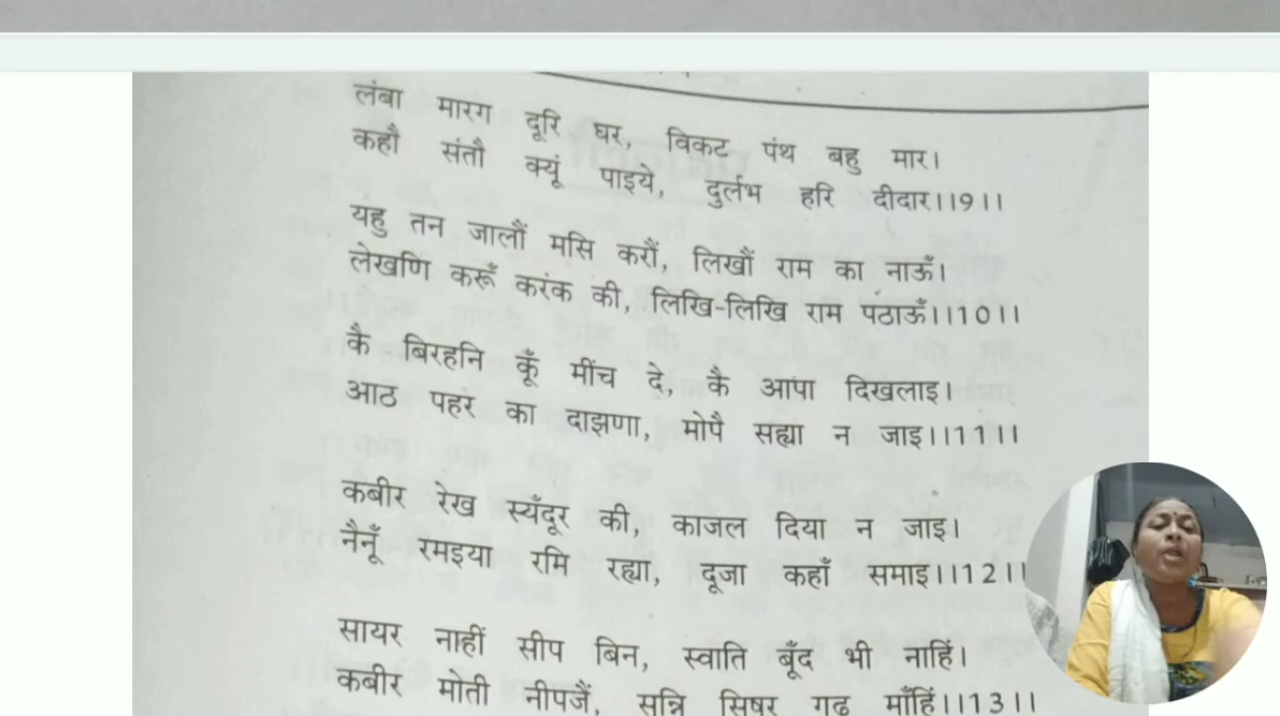 लंबा मारग दूरि घर, विकट पंथ बहु मार।
कहौ संतौ क्यूं पाइये, दुर्लभ हरि दीदार।।9।।
यहु तन जालौं मसि करौं, लिखौं राम का नाऊँ।
लेखणि करूँ करंक की, लिखि-लिखि राम पंठाऊँ।।10।।
कै बिरहनि कूँ मींच दे, कै आपा दिखलाइ।
आठ पहर का दाझणा, मोपै सह्या न जाइ।।11।।
कबीर रेख स्यँदूर की, काजल दिया न जाइ।
नैनूँ रमइया रमि रह्या, दूजा कहाँ समाइ।।12।।
सायर नाहीं सीप बिन, स्वाति बूँद भी नाहिं।
कबीर मोती नीपजैं, सुन्नि सिषर गढ़ माँहिं।।13।।